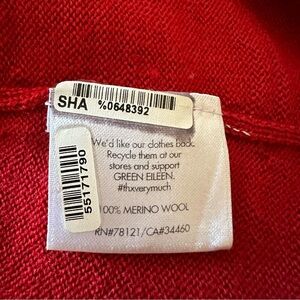 SHA %0648392
We'd like our clothes back.
Recycle them at our
stores and support
GREEN EILEEN.
#thxverymuch
100% MERINO WOOL
RN#78121/CA#34460
55171790